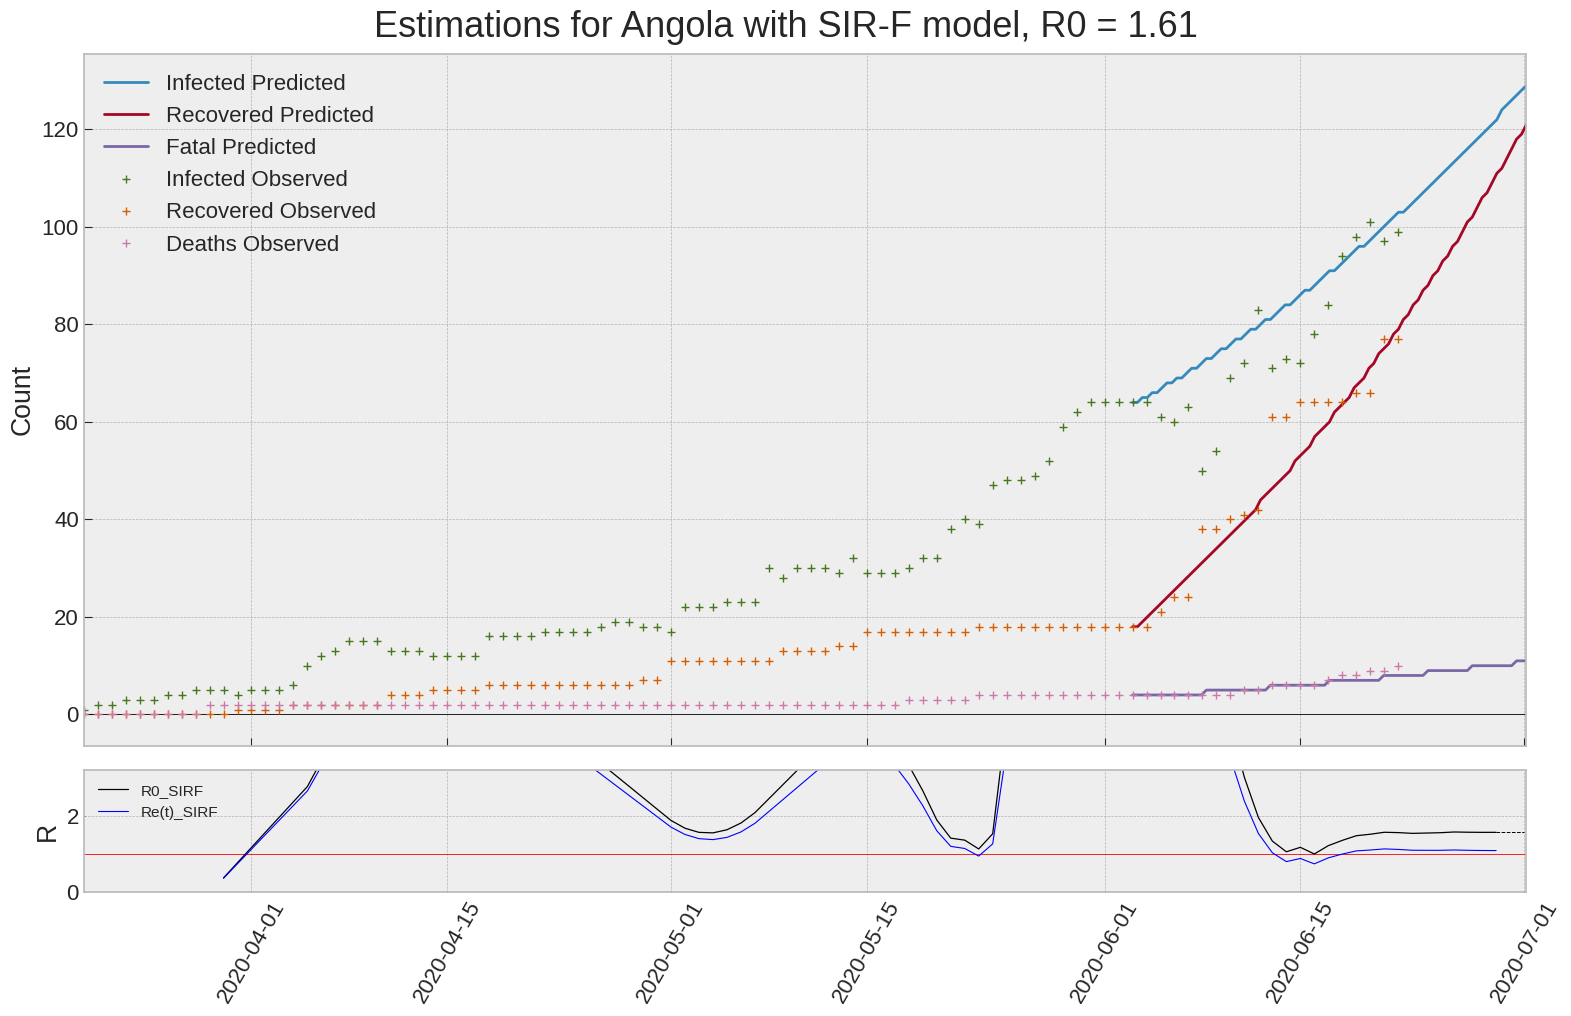 Estimations for Angola with SIR-F model, R0 = 1.61
Infected Predicted
Recovered Predicted
Fatal Predicted
Infected Observed
Recovered Observed
Deaths Observed
120
100
80
60
40
20
0
Count
R0_SIRF
Re(t)_SIRF
2
0
R
2020-04-01
2020-04-15
2020-05-01
2020-05-15
2020-06-01
2020-06-15
2020-07-01